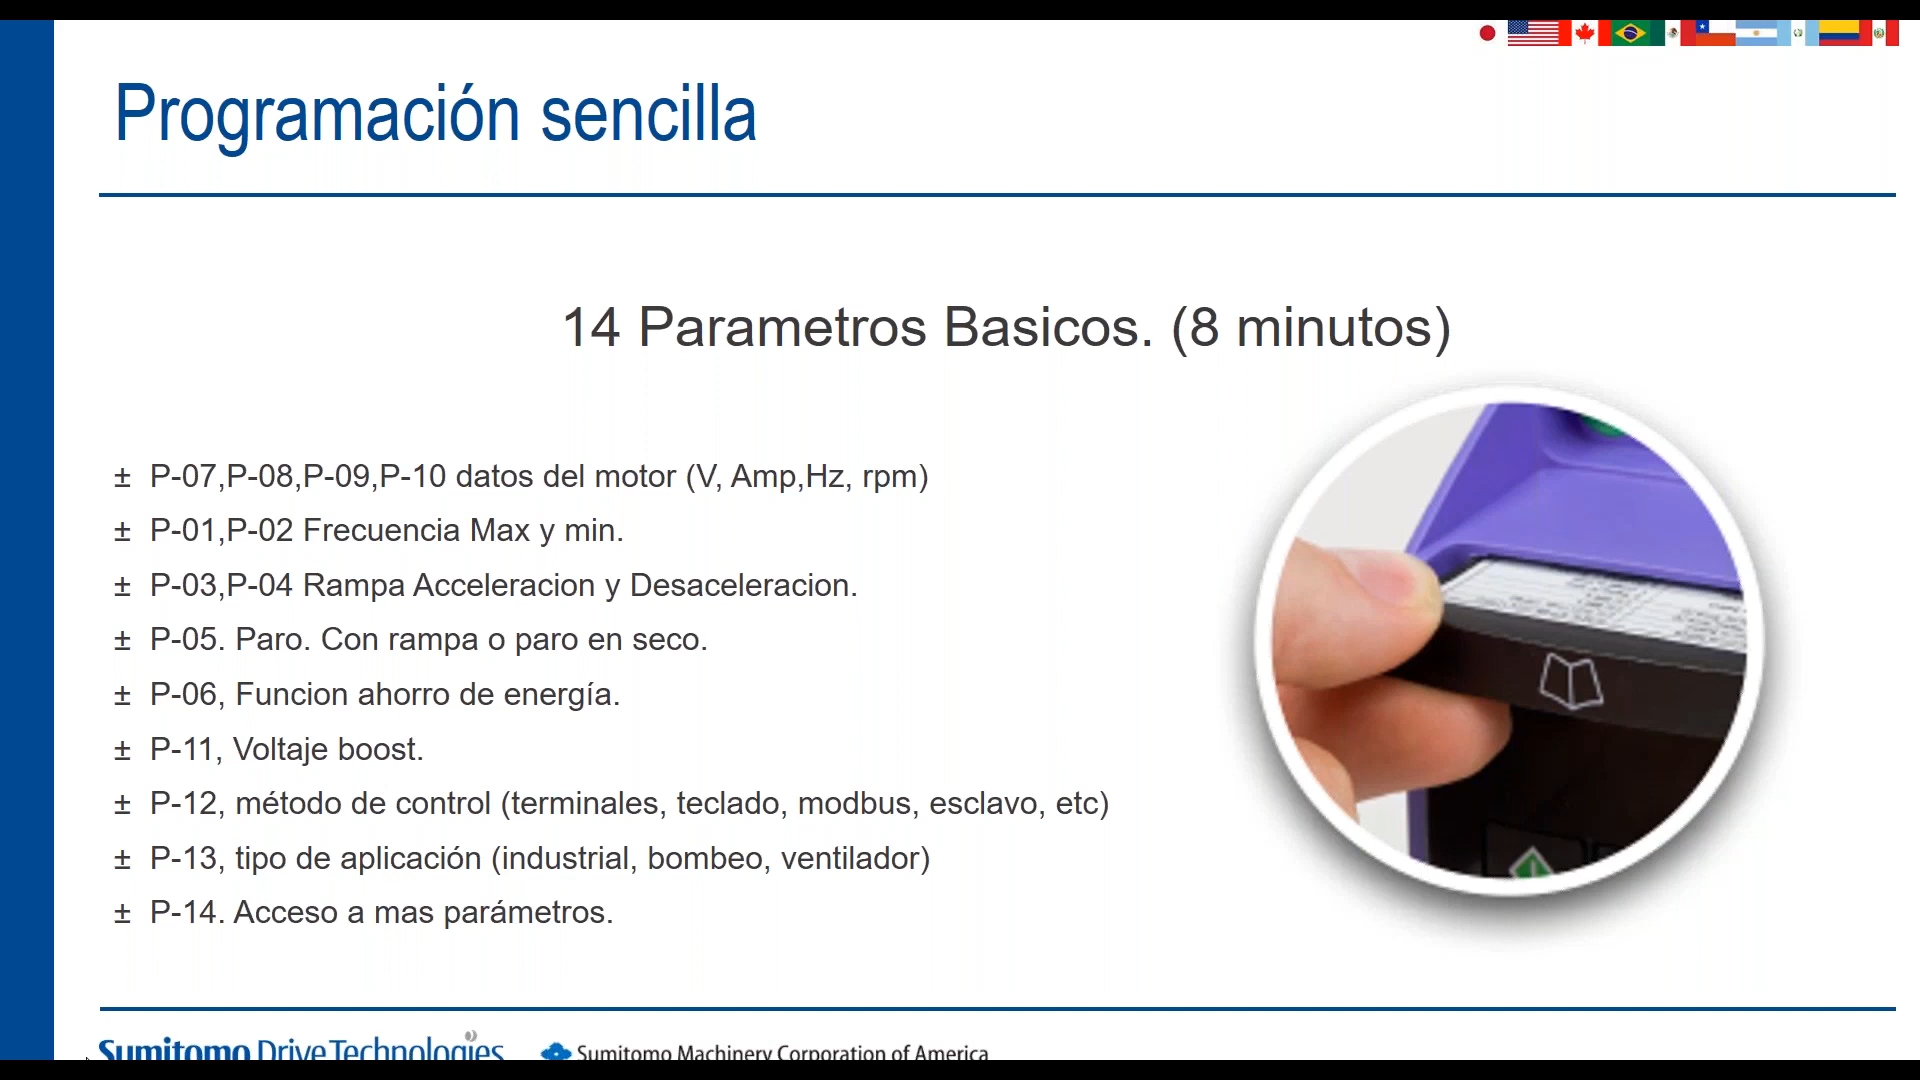 Programación sencilla
14 Parametros Basicos. (8 minutos)
± P-07,P-08,P-09,P-10 datos del motor (V, Amp,Hz, rpm)
± P-01,P-02 Frecuencia Max y min.
± P-03,P-04 Rampa Acceleracion y Desaceleracion.
± P-05. Paro. Con rampa o paro en seco.
± P-06, Funcion ahorro de energía.
± P-11, Voltaje boost.
± P-12, método de control (terminales, teclado, modbus, esclavo, etc)
± P-13, tipo de aplicación (industrial, bombeo, ventilador)
± P-14. Acceso a mas parámetros.
Sumitomo Drive Technologies
Sumitomo Machinery Corporation of America